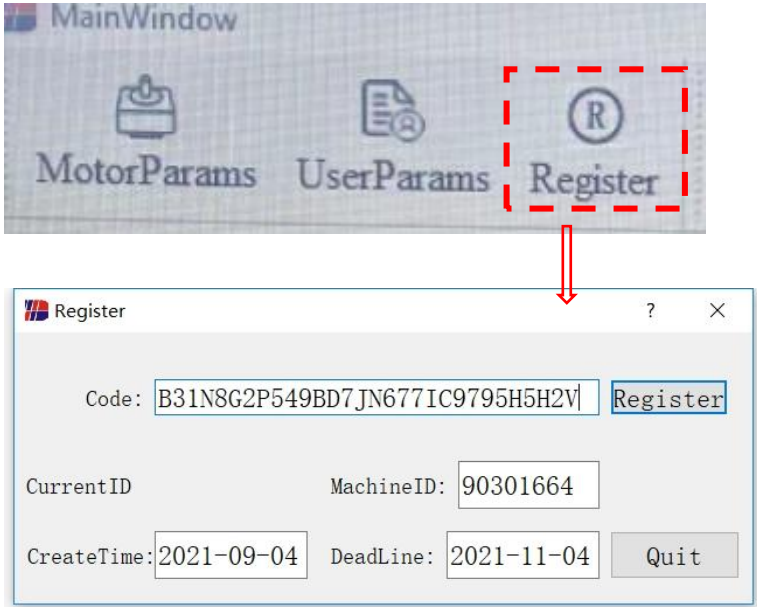 MainWindow
MotorParams UserParams Register
Register ? ×
Code: B31N8G2P549BD7JN677IC9795H5H2V Register
CurrentID MachineID: 90301664
CreateTime: 2021-09-04 DeadLine: 2021-11-04 Quit